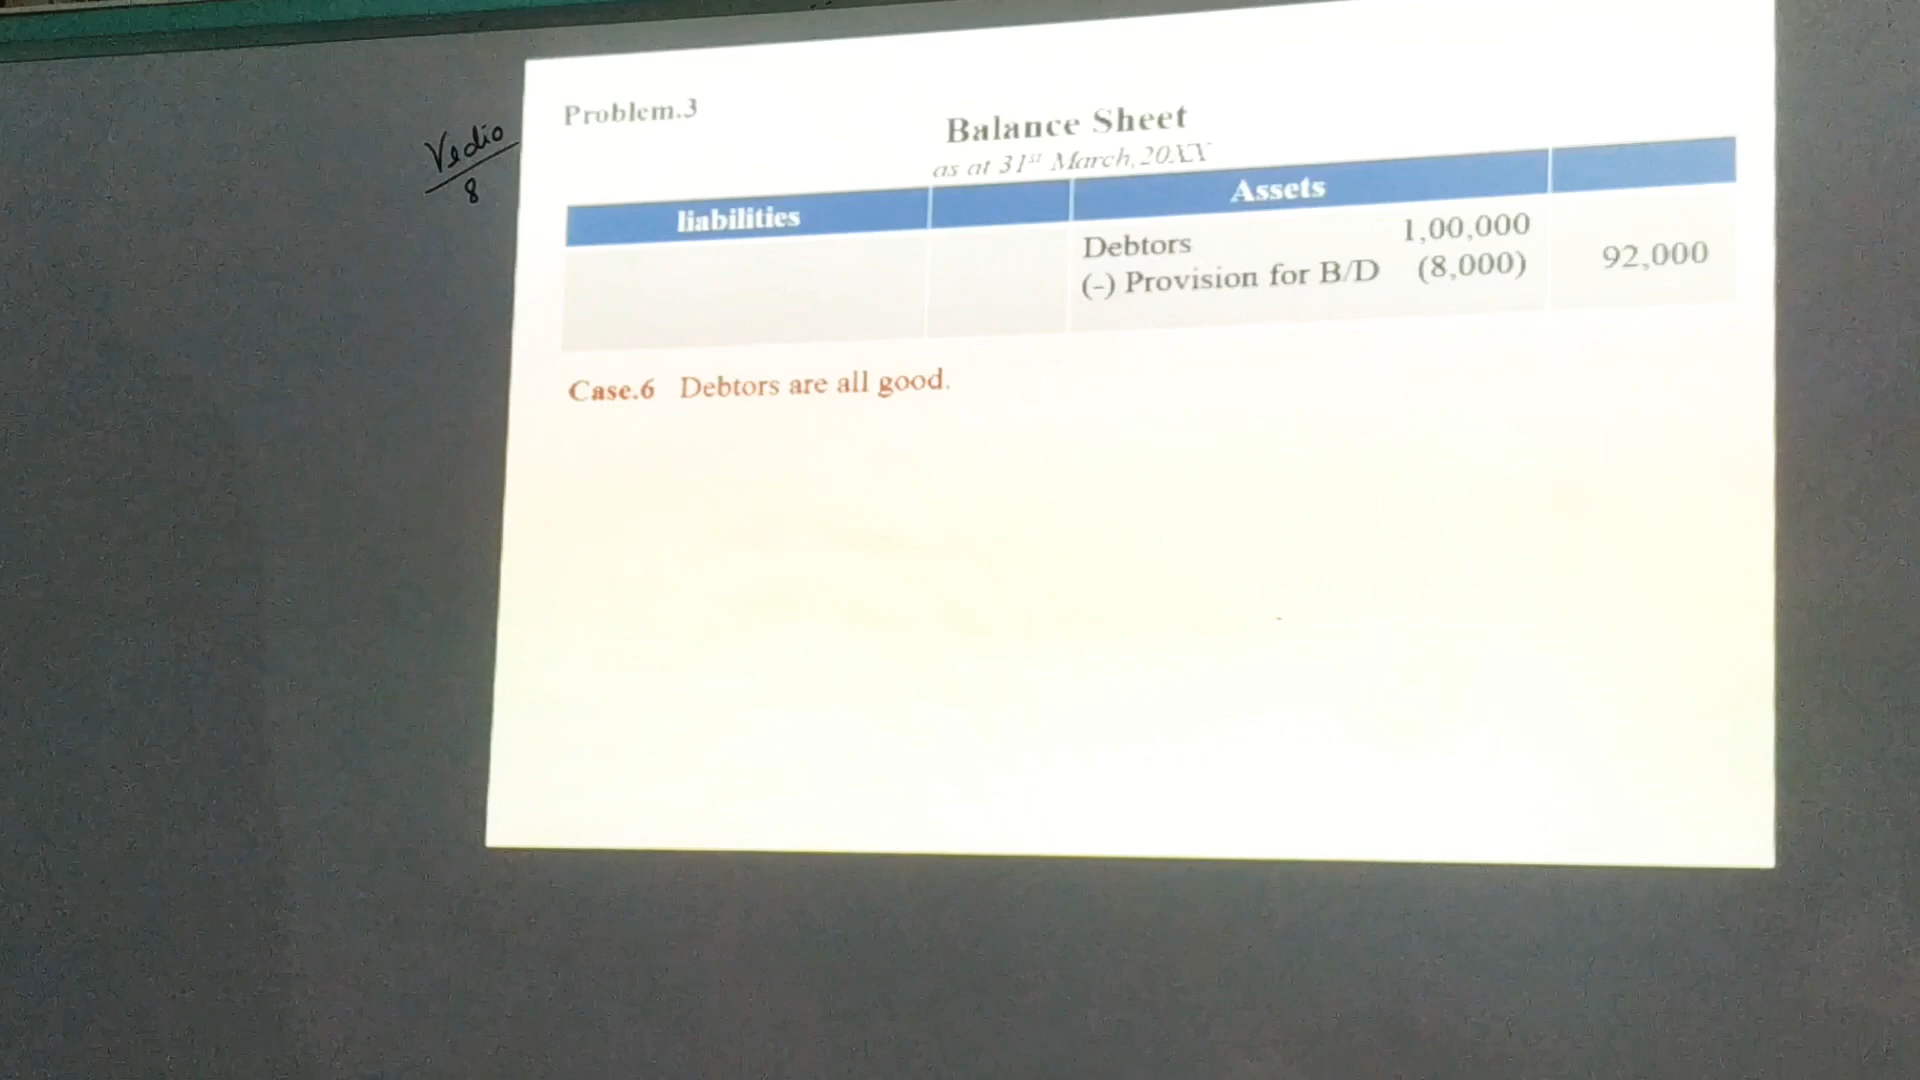 Vedio
8
Problem.3
Balance Sheet
as at 31st March, 20XX
liabilities Assets
Debtors 1,00,000
(-) Provision for B/D (8,000) 92,000
Case.6 Debtors are all good.